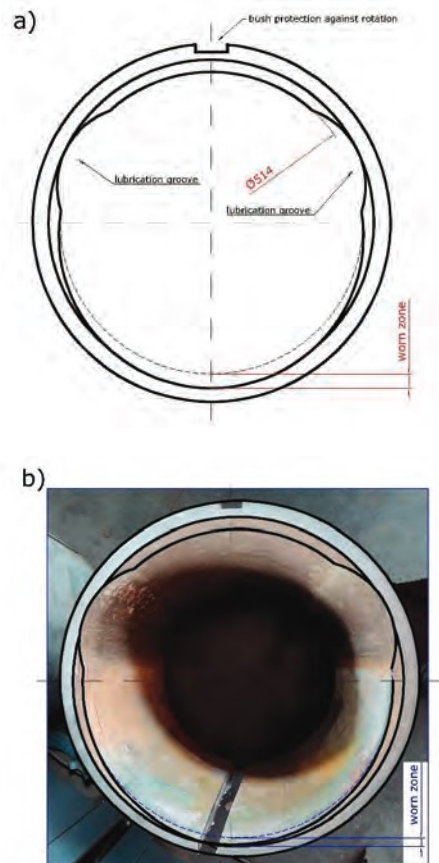 a)
bush protection against rotation
lubrication groove
Ø514
lubrication groove
worn zone
b)
worn zone